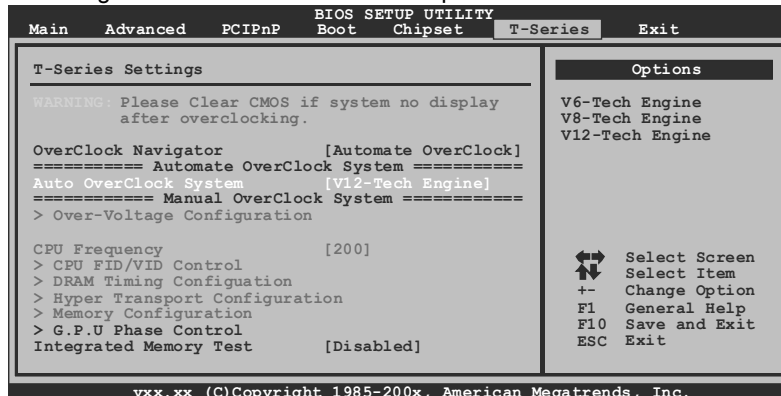 BIOS SETUP UTILITY
Main Advanced PCIPnP Boot Chipset T-Series Exit
T-Series Settings
WARNING: Please Clear CMOS if system no display
after overclocking.
OverClock Navigator [Automate OverClock]
=========== Automate OverClock System ===========
Auto OverClock System [V12-Tech Engine]
============ Manual OverClock System ============
> Over-Voltage Configuration
CPU Frequency [200]
> CPU FID/VID Control
> DRAM Timing Configuation
> Hyper Transport Configuration
> Memory Configuration
> G.P.U Phase Control
Integrated Memory Test [Disabled]
Options
V6-Tech Engine
V8-Tech Engine
V12-Tech Engine
Select Screen
Select Item
+- Change Option
F1 General Help
F10 Save and Exit
ESC Exit
vxx.xx (C)Copyright 1985-200x, American Megatrends, Inc.